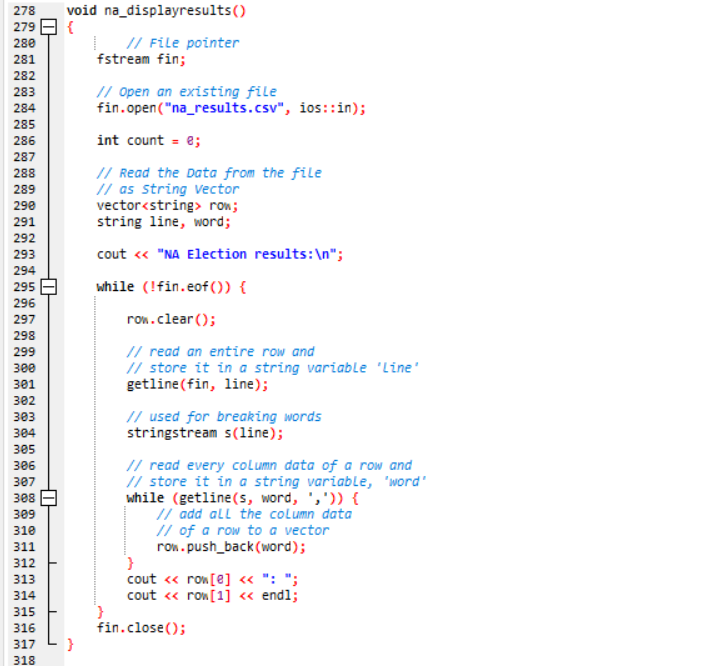 278 void na_displayresults()
279 {
280 // File pointer
281 fstream fin;
282
283 // Open an existing file
284 fin.open("na_results.csv", ios::in);
285
286 int count = 0;
287
288 // Read the Data from the file
289 // as String Vector
290 vector<string> row;
291 string line, word;
292
293 cout << "NA Election results:\n";
294
295 while (!fin.eof()) {
296
297 row.clear();
298
299 // read an entire row and
300 // store it in a string variable 'line'
301 getline(fin, line);
302
303 // used for breaking words
304 stringstream s(line);
305
306 // read every column data of a row and
307 // store it in a string variable, 'word'
308 while (getline(s, word, ',')) {
309 // add all the column data
310 // of a row to a vector
311 row.push_back(word);
312 }
313 cout << row[0] << ": ";
314 cout << row[1] << endl;
315 }
316 fin.close();
317 }
318